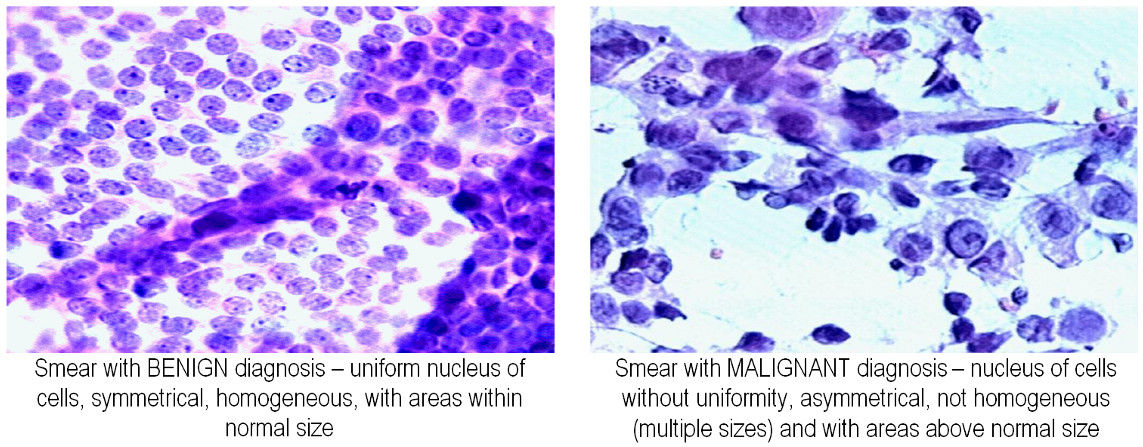 Smear with BENIGN diagnosis – uniform nucleus of
cells, symmetrical, homogeneous, with areas within
normal size
Smear with MALIGNANT diagnosis – nucleus of cells
without uniformity, asymmetrical, not homogeneous
(multiple sizes) and with areas above normal size